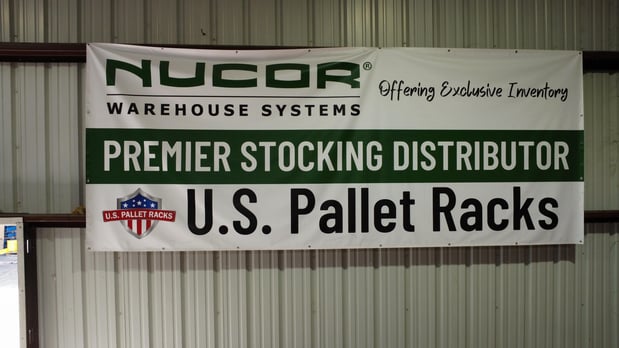 NUCOR®
Offering Exclusive Inventory
WAREHOUSE SYSTEMS
PREMIER STOCKING DISTRIBUTOR
U.S. PALLET RACKS
U.S. Pallet Racks